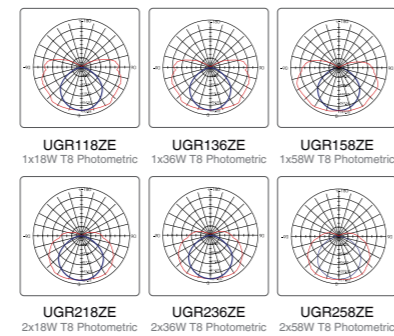 UGR118ZE UGR136ZE UGR158ZE
1x18W T8 Photometric 1x36W T8 Photometric 1x58W T8 Photometric
UGR218ZE UGR236ZE UGR258ZE
2x18W T8 Photometric 2x36W T8 Photometric 2x58W T8 Photometric